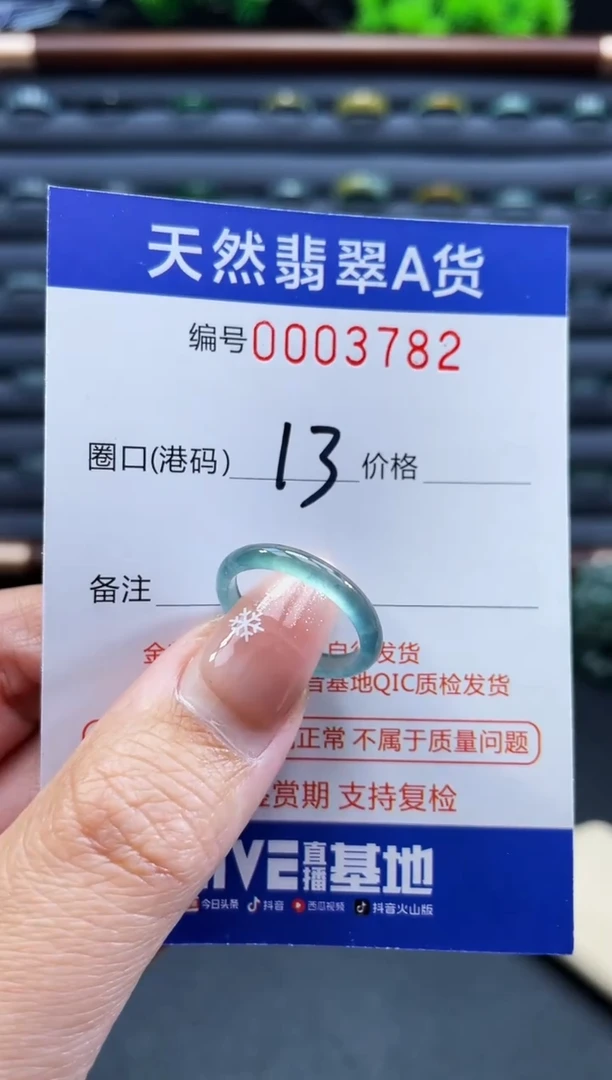 天然翡翠A货
编号0003782
圈口(港码) 13 价格
备注
发货
基地QIC质检发货
正常 不属于质量问题
赏期 支持复检
直播基地
今日头条 抖音 西瓜视频 抖音火山版